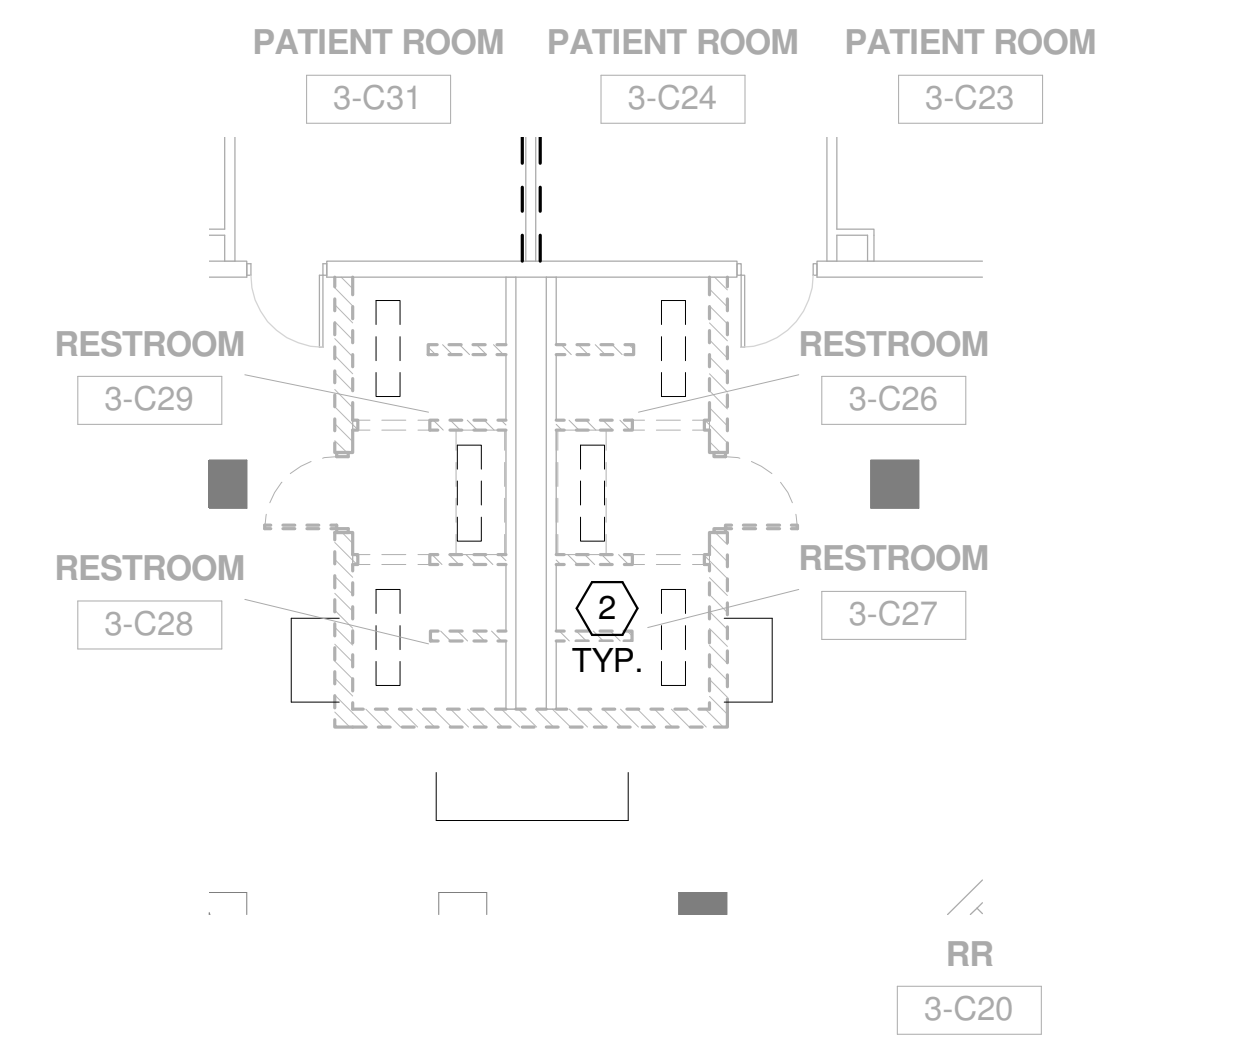 PATIENT ROOM
3-C31
PATIENT ROOM
3-C24
PATIENT ROOM
3-C23
RESTROOM
3-C29
RESTROOM
3-C26
RESTROOM
3-C28
RESTROOM
3-C27
2
TYP.
RR
3-C20